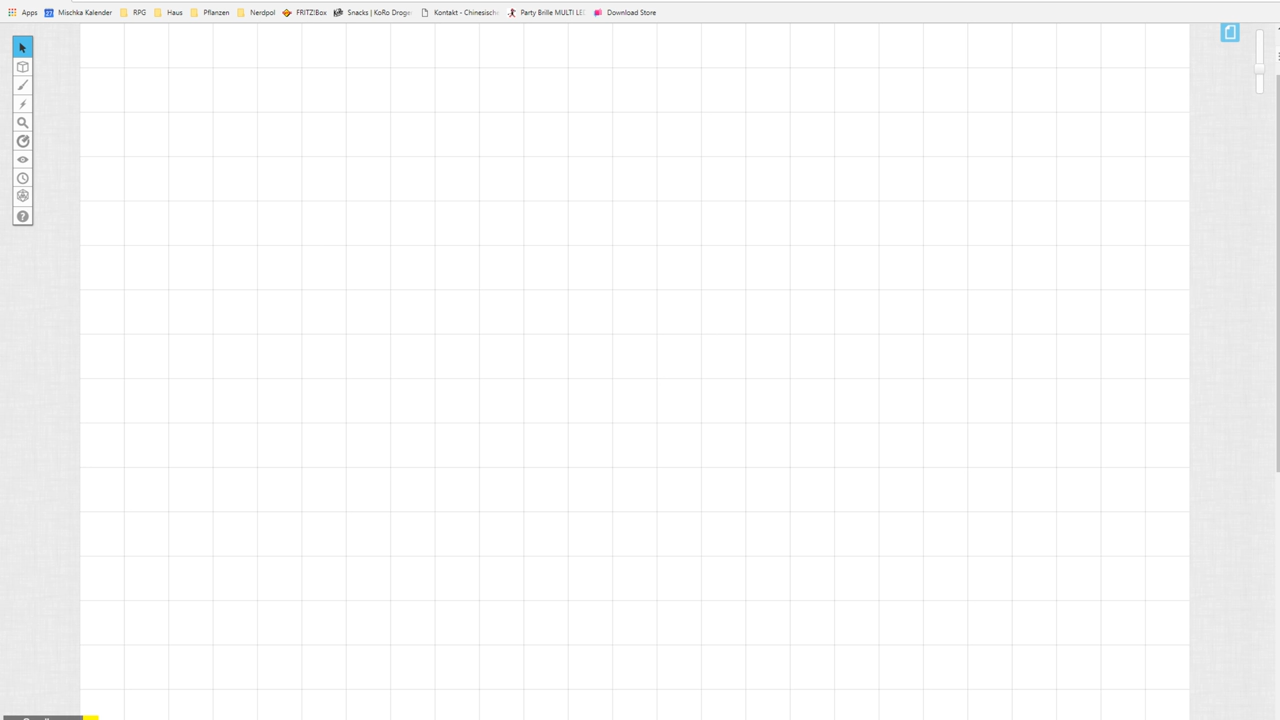 Apps 27 Mischka Kalender RPG Haus Pflanzen Nerdpol FRITZ!Box Snacks | KoRo Droge Kontakt - Chinesisch Party Brille MULTI LE Download Store
?